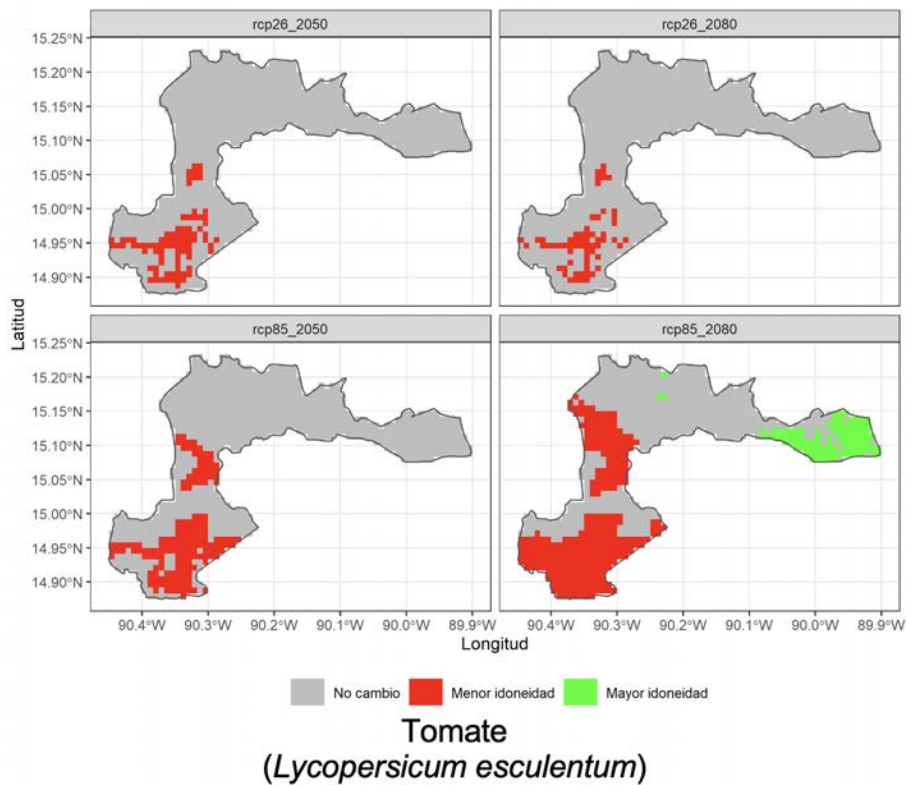 rcp26_2050 rcp26_2080
15.25°N
15.20°N
15.15°N
15.10°N
15.05°N
15.00°N
14.95°N
14.90°N
Latitud
rcp85_2050 rcp85_2080
15.25°N
15.20°N
15.15°N
15.10°N
15.05°N
15.00°N
14.95°N
14.90°N
90.4°W 90.3°W 90.2°W 90.1°W 90.0°W 89.9°W 90.4°W 90.3°W 90.2°W 90.1°W 90.0°W 89.9°W
Longitud
No cambio Menor idoneidad Mayor idoneidad
Tomate
(Lycopersicum esculentum)